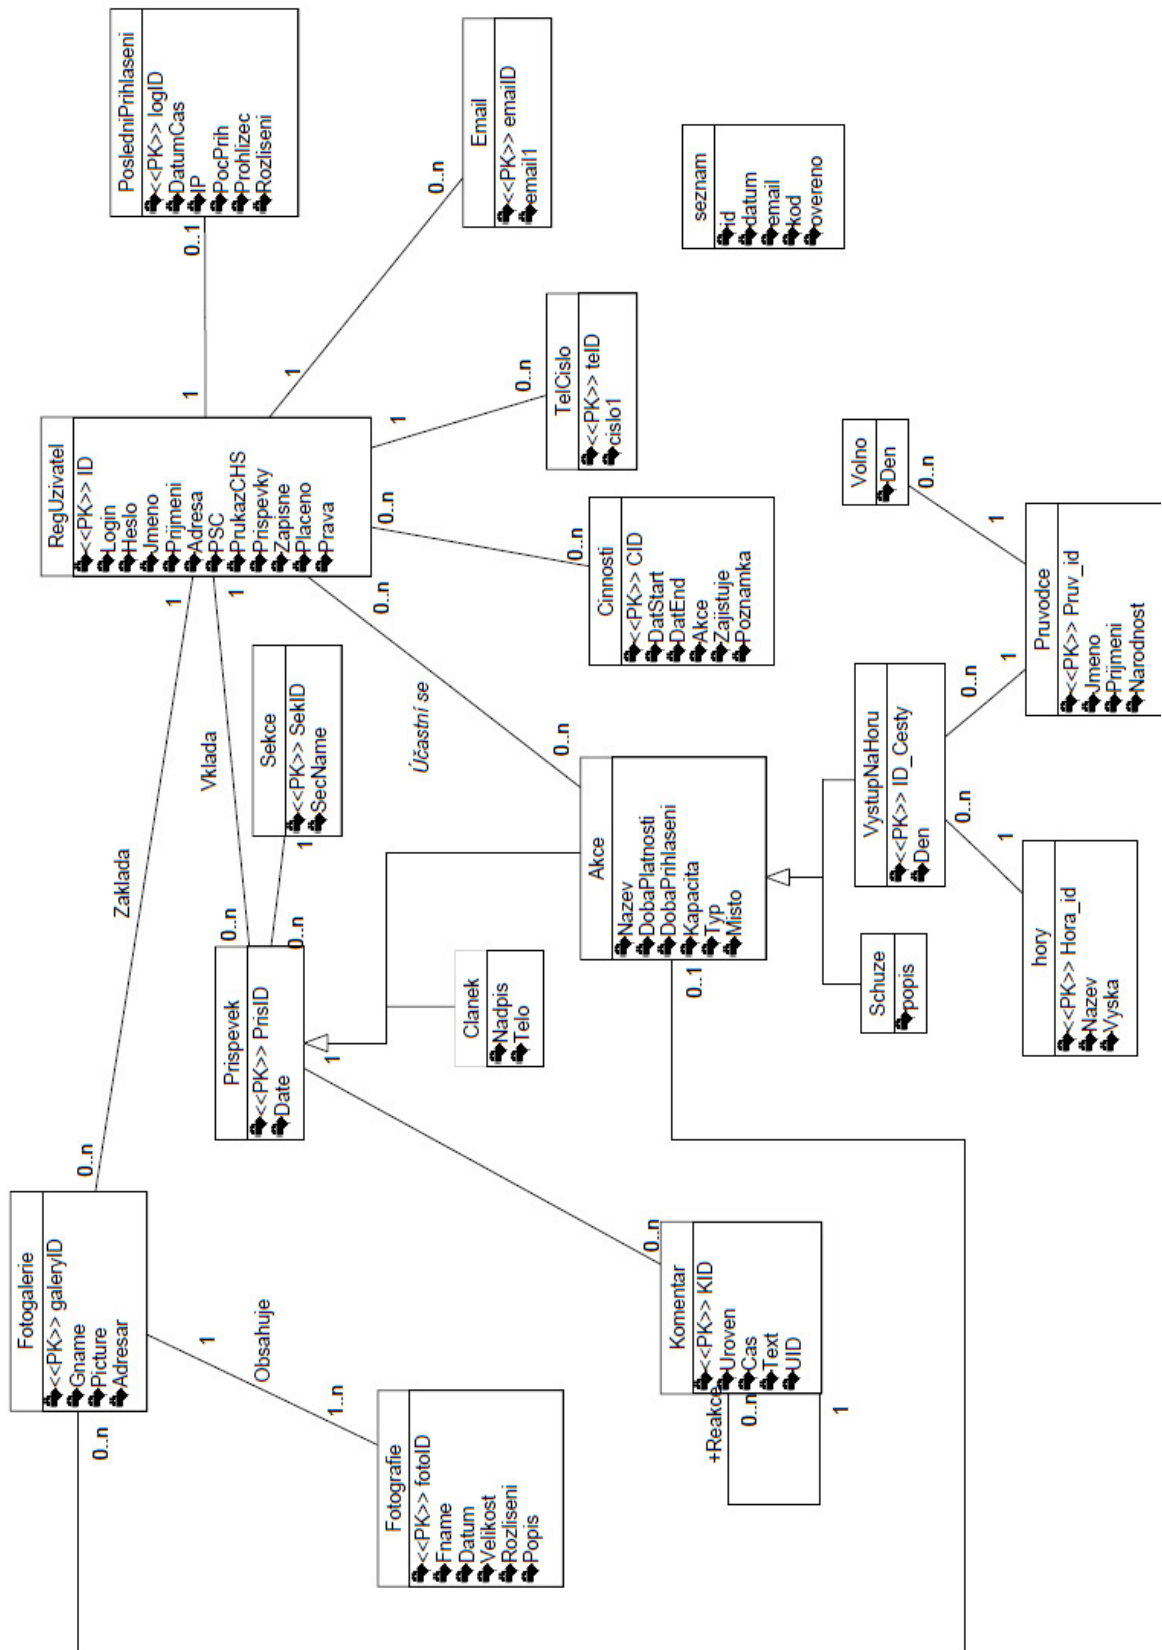 Fotogalerie
<<PK>> galeryID
Gname
Picture
Adresar
0..n
0..n
Zaklada
1
Obsahuje
1
1..n
Fotografie
<<PK>> fotoID
Fname
Datum
Velikost
Rozliseni
Popis
RegUzivatel
<<PK>> ID
Login
Heslo
Jmeno
Prijmeni
Adresa
PSC
PrukazCHS
Prispevky
Zapisne
Placeno
Prava
1
0..1
PosledniPrihlaseni
<<PK>> logID
DatumCas
IP
PocPrih
Prohlizec
Rozliseni
1
0..n
Email
<<PK>> emailID
email1
1
0..n
TelCislo
<<PK>> telID
cislo1
0..n
0..n
Cinnosti
<<PK>> CID
DatStart
DatEnd
Akce
Zajistuje
Poznamka
seznam
id
datum
email
kod
overeno
1
Vklada
0..n
Prispevek
<<PK>> PrisID
Date
0..n
1
Sekce
<<PK>> SekID
SecName
0..n
Účastní se
0..n
Akce
Nazev
DobaPlatnosti
DobaPrihlaseni
Kapacita
Typ
Misto
0..1
Clanek
Nadpis
Telo
1
0..n
Komentar
<<PK>> KID
Uroven
Cas
Text
UID
+Reakce
0..n
1
Schuze
popis
VystupNaHoru
<<PK>> ID_Cesty
Den
0..n
1
hory
<<PK>> Hora_id
Nazev
Vyska
0..n
1
Pruvodce
<<PK>> Pruv_id
Jmeno
Prijmeni
Narodnost
1
0..n
Volno
Den